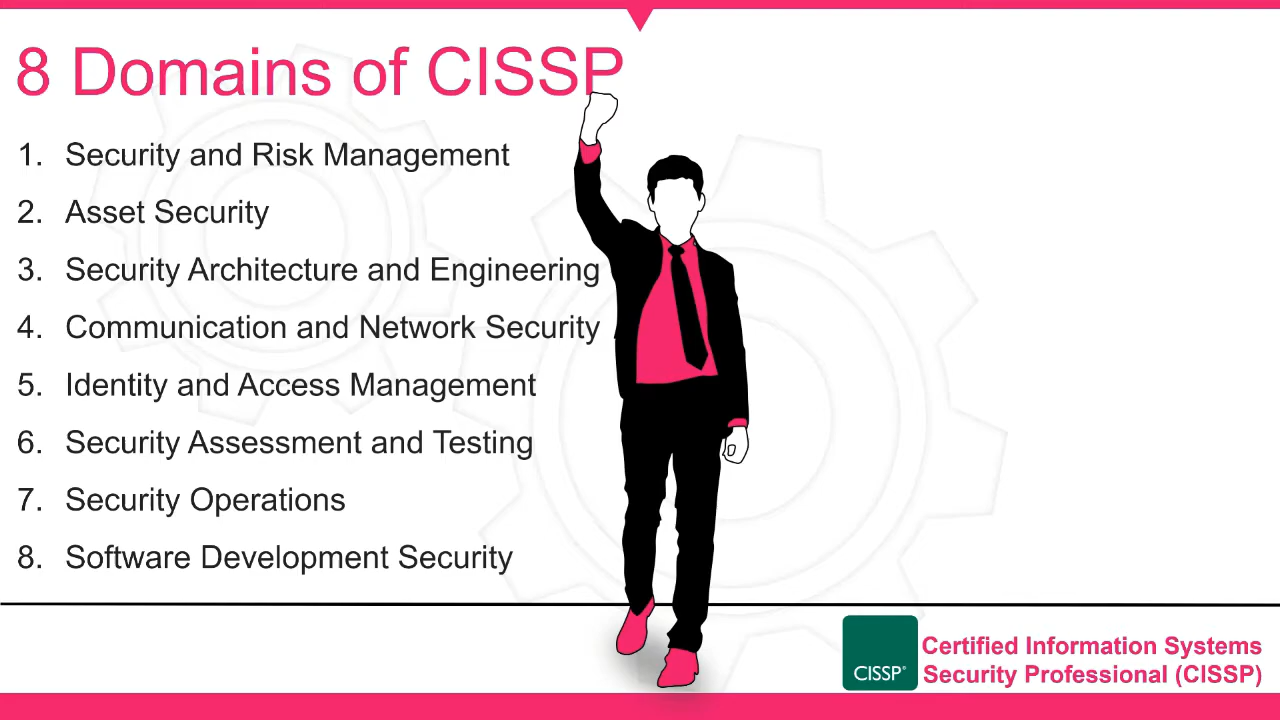 8 Domains of CISSP
1. Security and Risk Management
2. Asset Security
3. Security Architecture and Engineering
4. Communication and Network Security
5. Identity and Access Management
6. Security Assessment and Testing
7. Security Operations
8. Software Development Security
CISSP®
Certified Information Systems
Security Professional (CISSP)